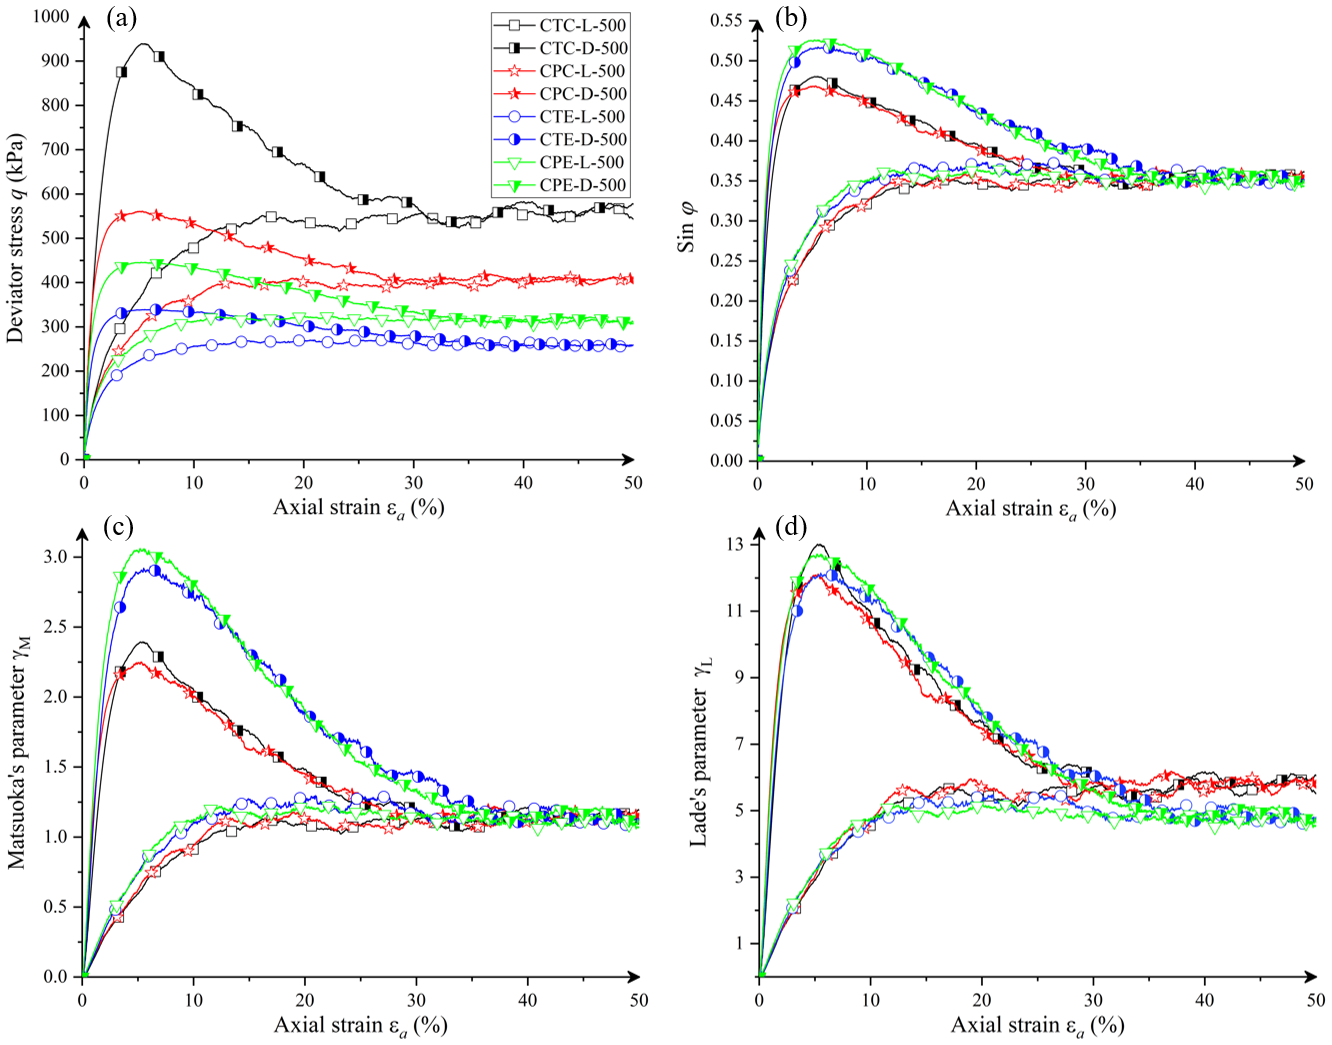 (a)
1000
900
800
700
600
500
400
300
200
100
0
Deviator stress q (kPa)
0 10 20 30 40 50
Axial strain εa (%)
CTC-L-500
CTC-D-500
CPC-L-500
CPC-D-500
CTE-L-500
CTE-D-500
CPE-L-500
CPE-D-500
(b)
0.55
0.50
0.45
0.40
0.35
0.30
0.25
0.20
0.15
0.10
0.05
0.00
Sin φ
0 10 20 30 40 50
Axial strain εa (%)
(c)
3.0
2.5
2.0
1.5
1.0
0.5
0.0
Matsuoka's parameter γM
0 10 20 30 40 50
Axial strain εa (%)
(d)
13
11
9
7
5
3
1
Lade's parameter γL
0 10 20 30 40 50
Axial strain εa (%)